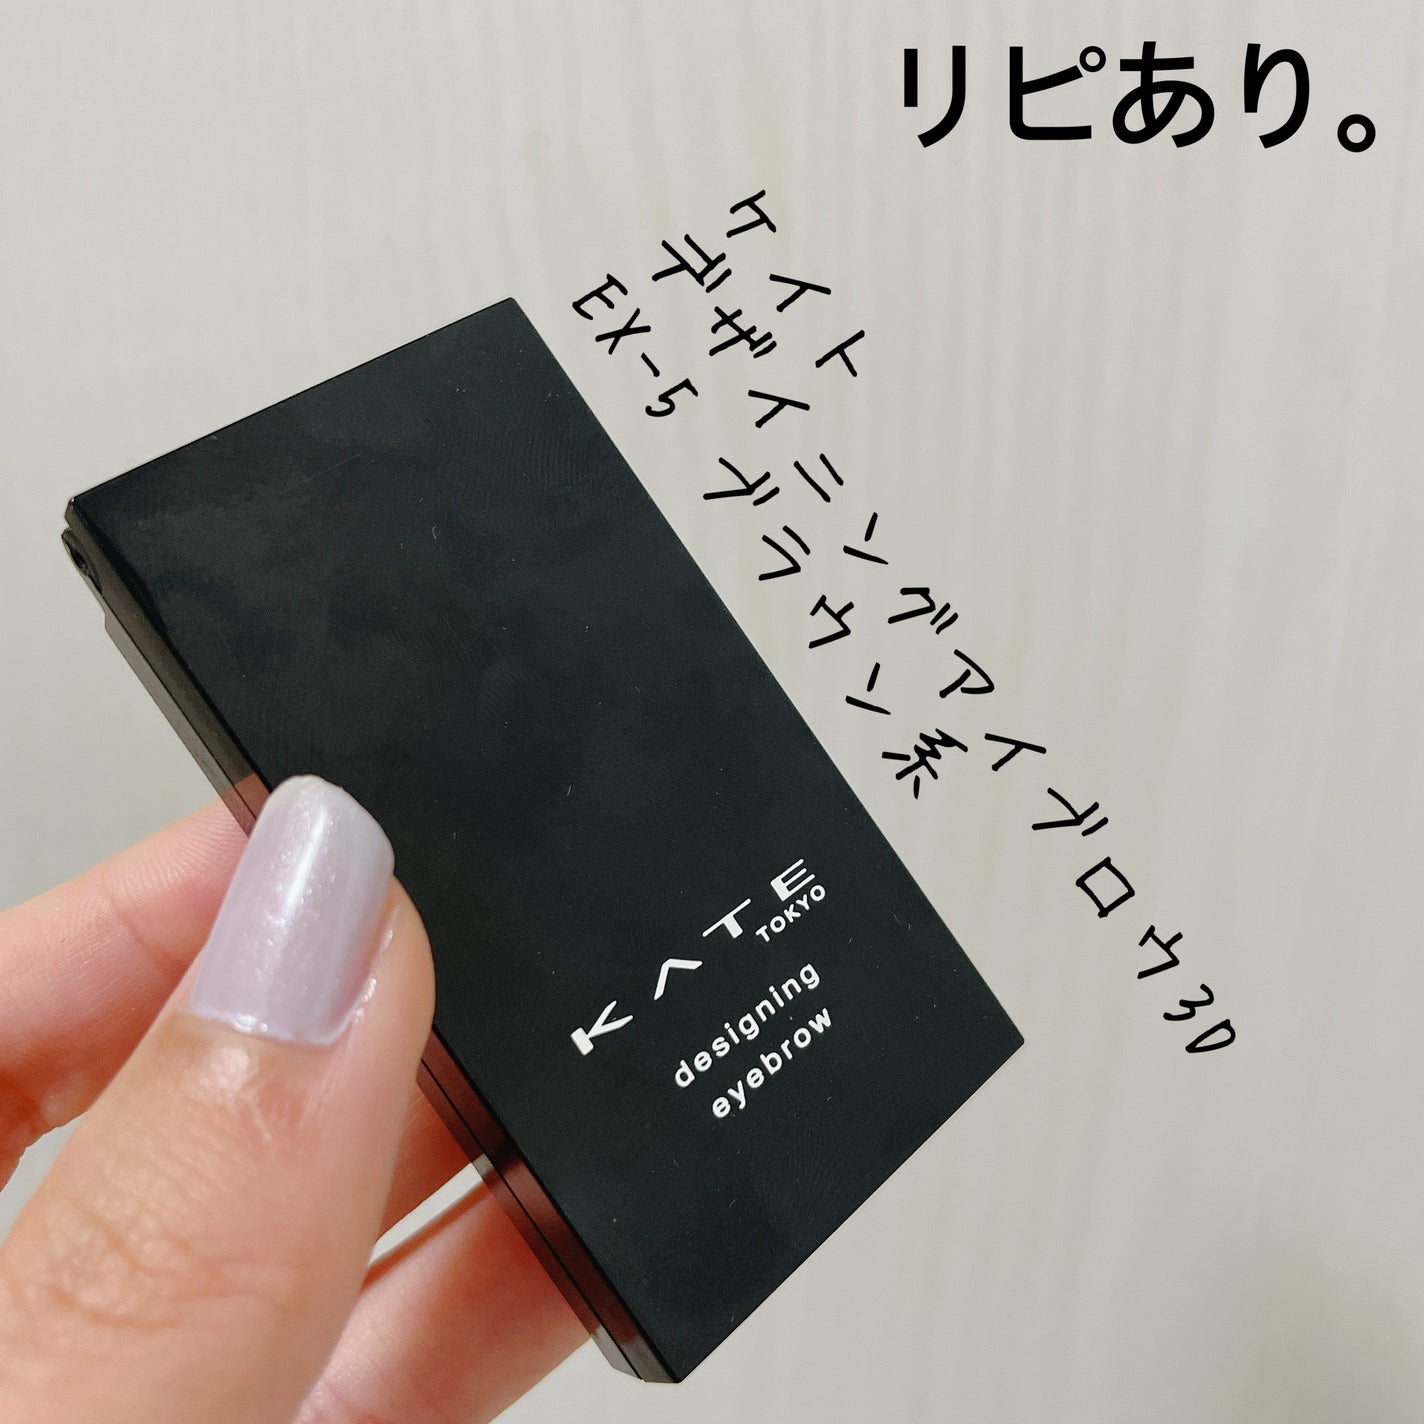 リピあり。
ケイト
デザイニングアイブロウ3D
EX-5 ブラウン系
KATE
TOKYO
designing
eyebrow